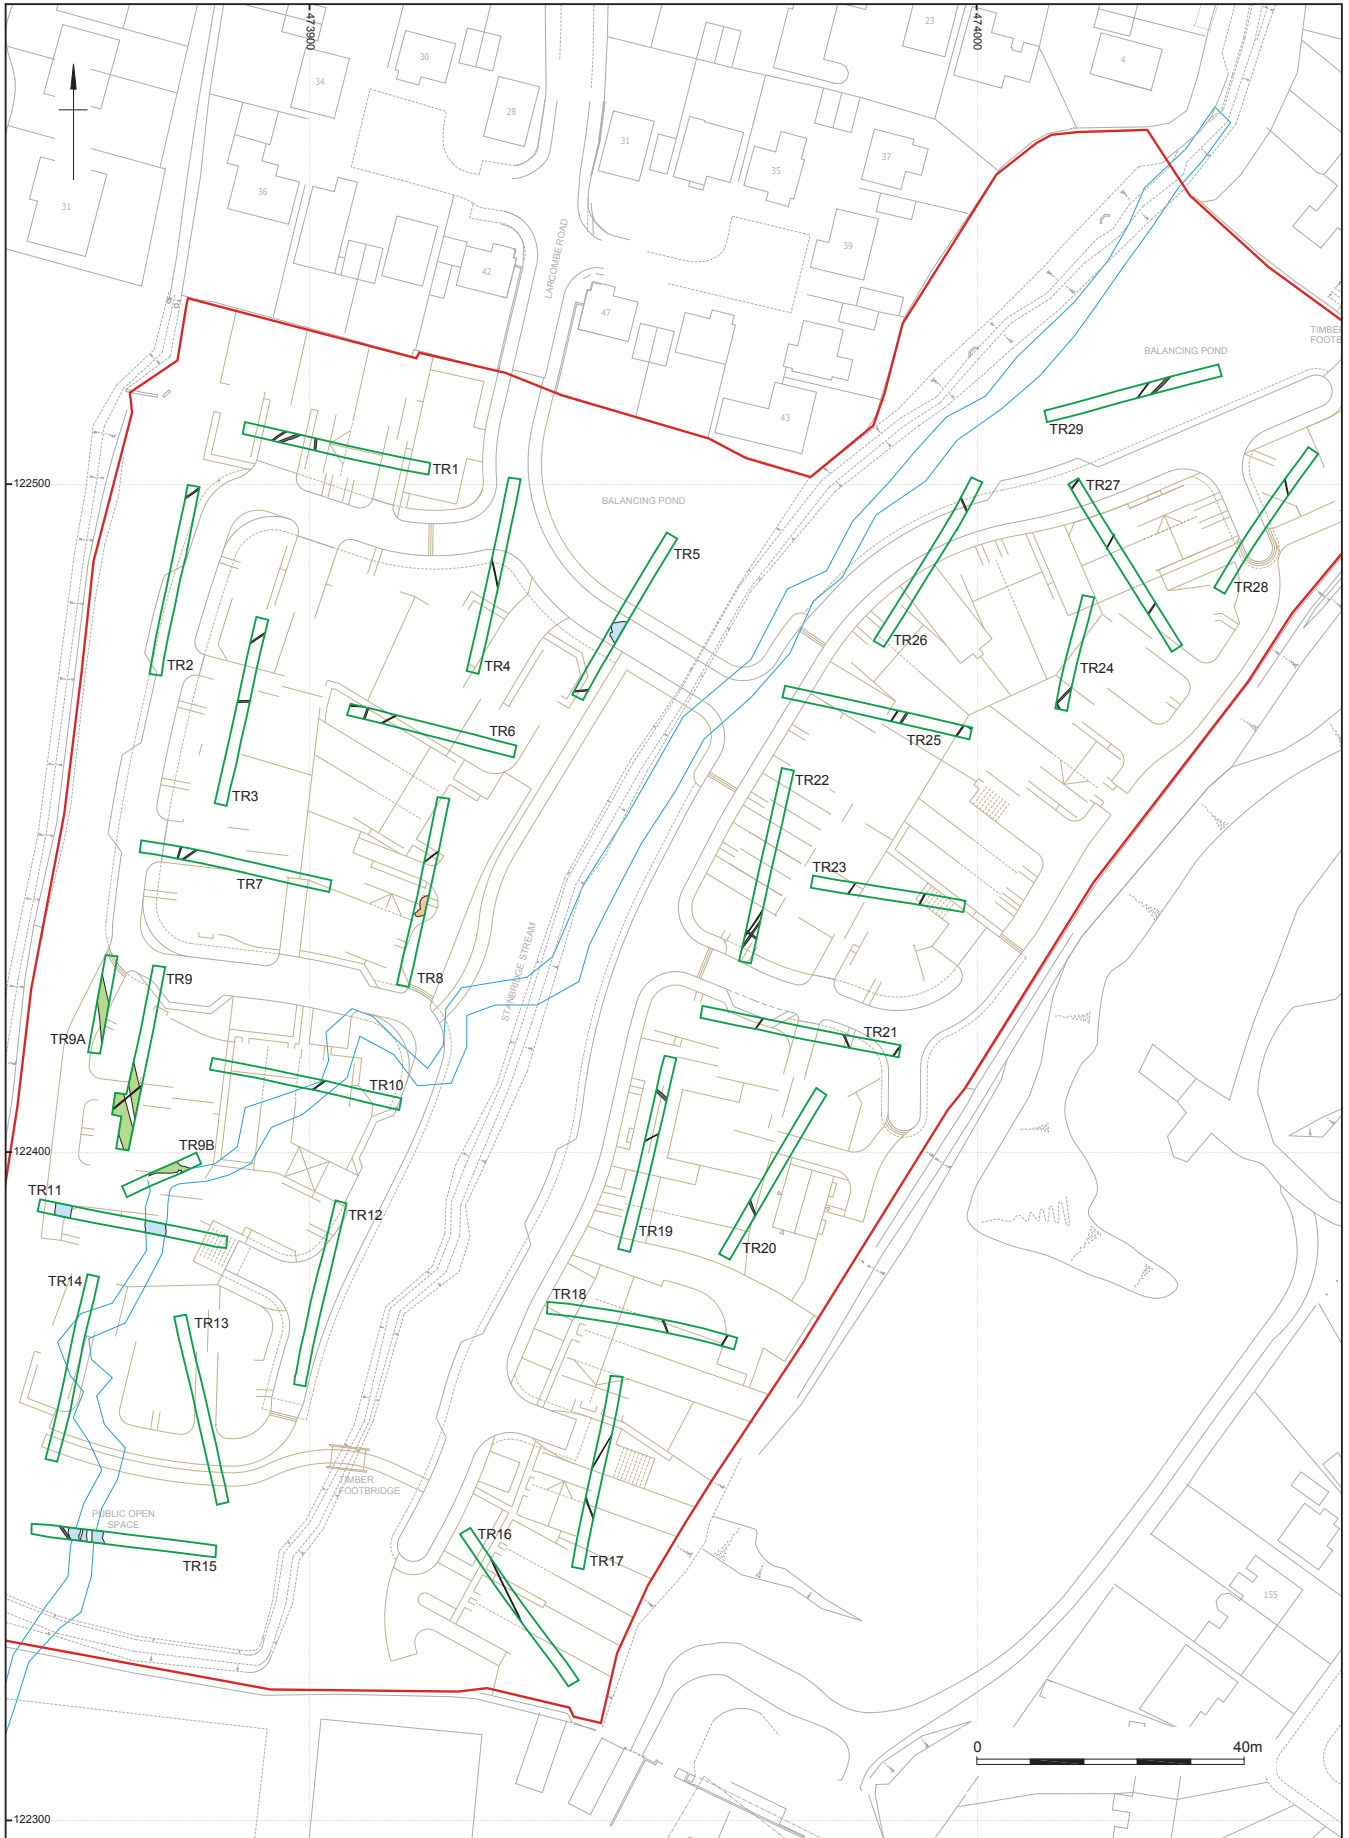 473900
474000
23
4
34
30
28
31
35
37
36
31
39
42
47
43
LARCOMBE ROAD
TIMBE
FOOTB
BALANCING POND
TR29
TR1
122500
BALANCING POND
TR27
TR5
TR28
TR2
TR4
TR26
TR24
TR6
TR25
TR3
TR22
TR7
TR23
TR8
TR9
STANBRIDGE STREAM
TR9A
TR21
TR10
122400
TR9B
TR11
TR12
TR19
TR20
TR14
TR18
TR13
TIMBER
FOOTBRIDGE
PUBLIC OPEN
SPACE
TR16
TR15
TR17
155
0 40m
122300